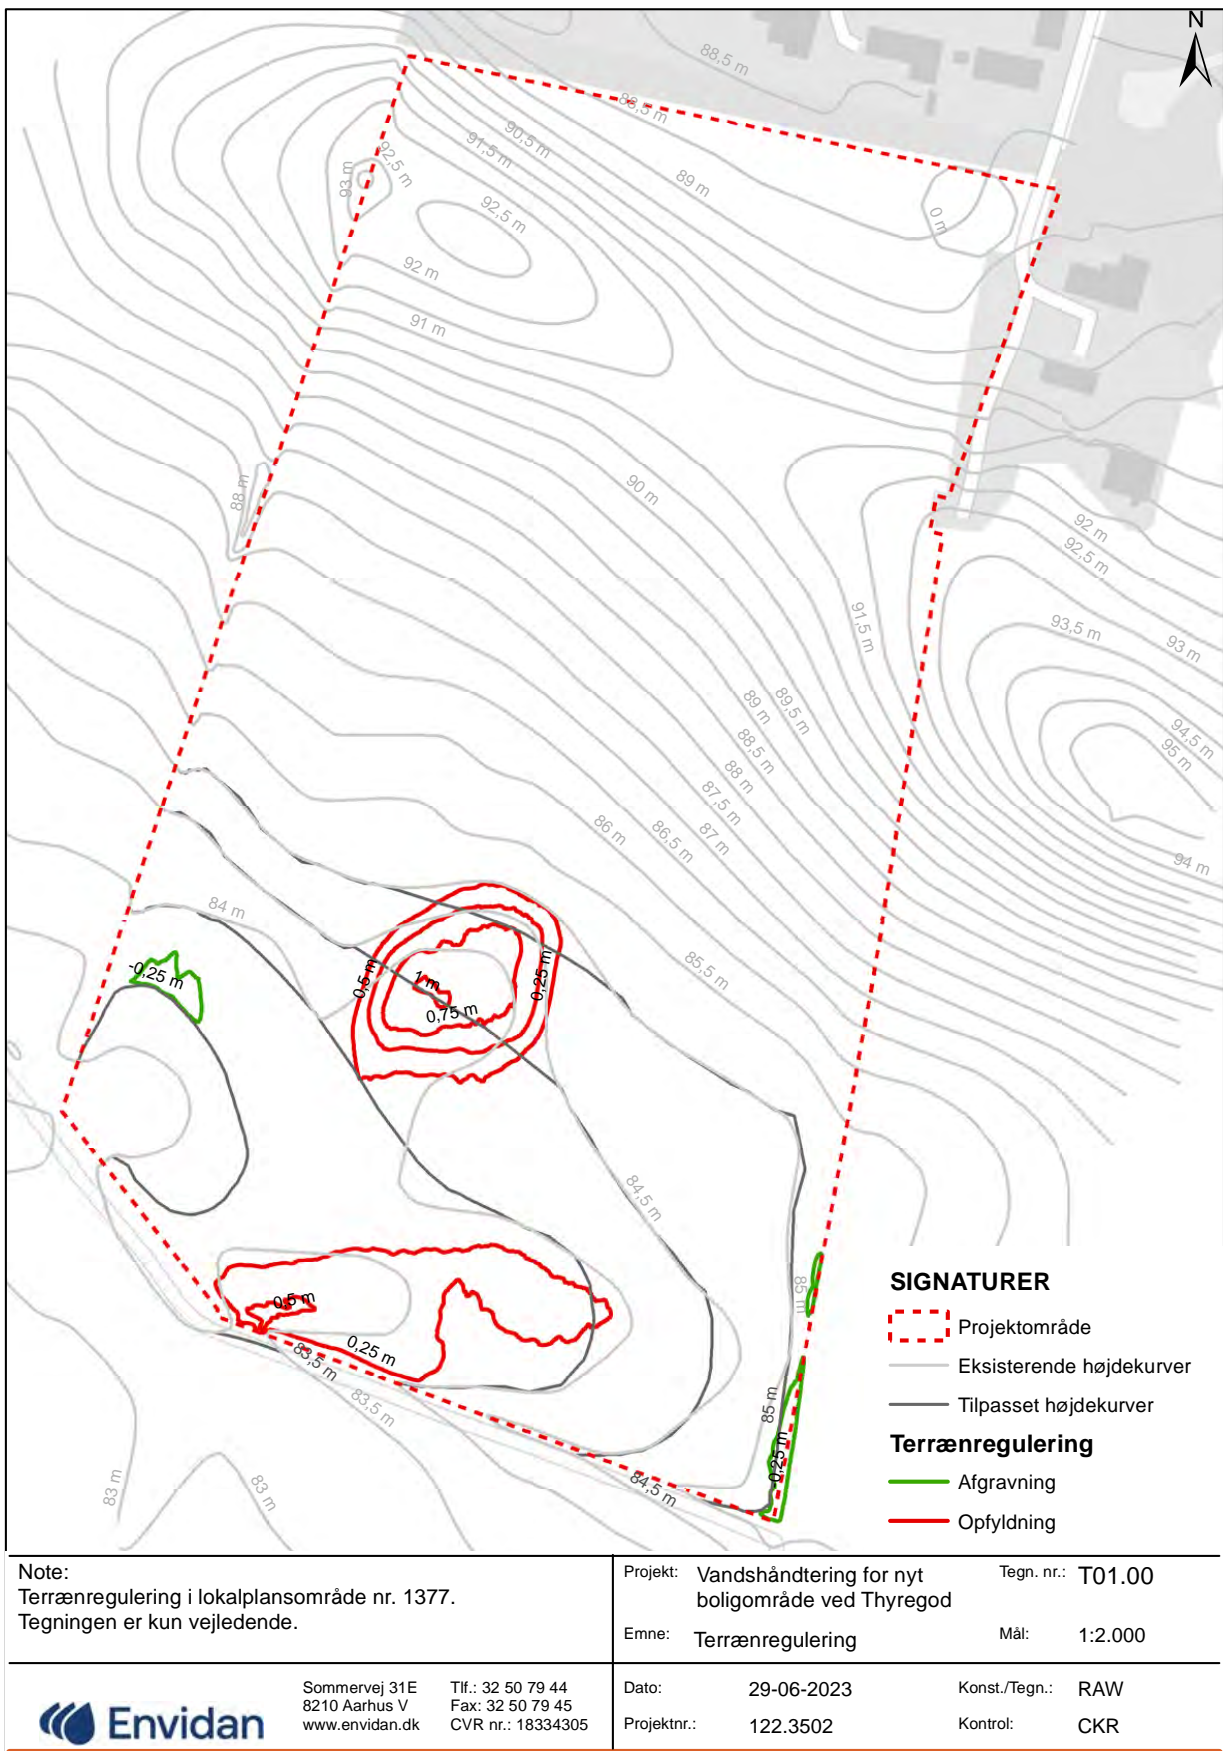 N
88,5 m
88,5 m
90,5 m
91,5 m
92,5 m
93 m
89 m
92,5 m
0 m
92 m
91 m
90 m
88 m
92 m
92,5 m
91,5 m
93,5 m
93 m
89 m
89,5 m
94,5 m
88,5 m
95 m
88 m
87,5 m
86 m
86,5 m
87 m
94 m
84 m
85,5 m
-0,25 m
0,5 m
1 m
0,25 m
0,75 m
84,5 m
85 m
0,5 m
0,25 m
83,5 m
83,5 m
85 m
-0,25 m
84,5 m
83 m
83 m
SIGNATURER
Projektområde
Eksisterende højdekurver
Tilpasset højdekurver
Terrænregulering
Afgravning
Opfyldning
Note:
Terrænregulering i lokalplansområde nr. 1377.
Tegningen er kun vejledende.
Projekt: Vandshåndtering for nyt
boligområde ved Thyregod
Tegn. nr.: T01.00
Emne: Terrænregulering
Mål: 1:2.000
Envidan
Sommervej 31E
8210 Aarhus V
www.envidan.dk
Tlf.: 32 50 79 44
Fax: 32 50 79 45
CVR nr.: 18334305
Dato: 29-06-2023
Konst./Tegn.: RAW
Projektnr.: 122.3502
Kontrol: CKR